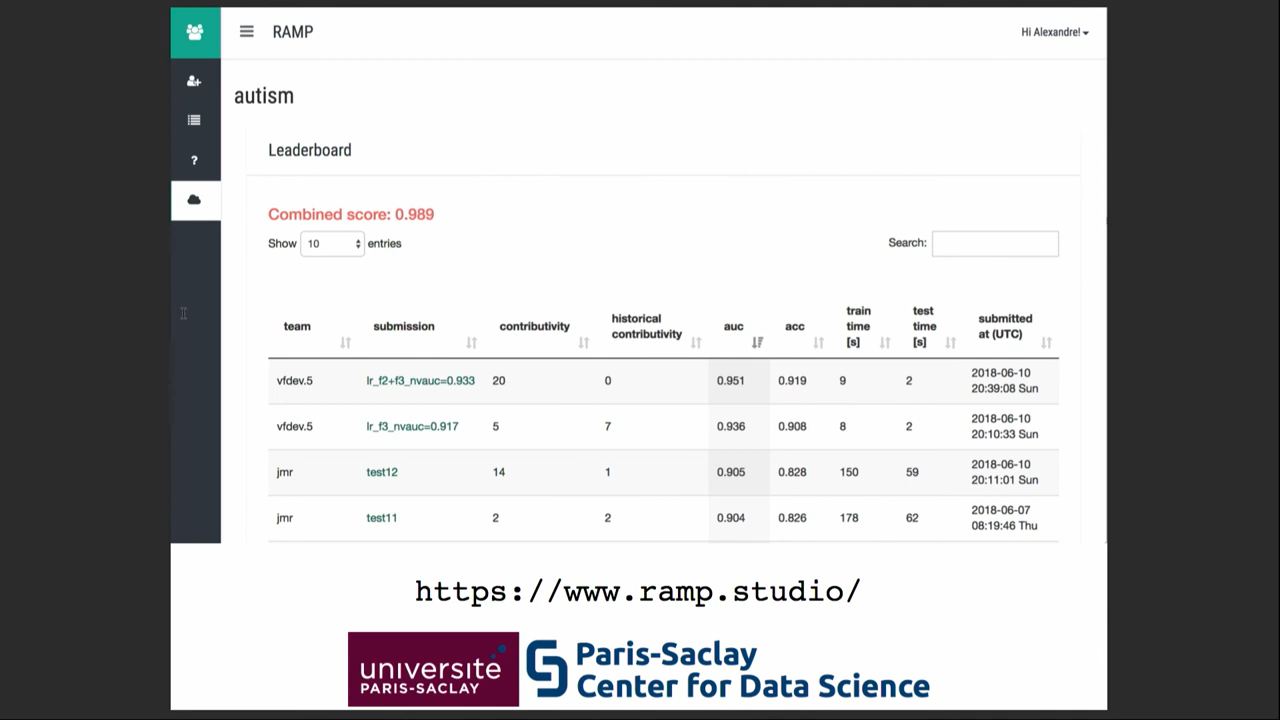 RAMP
Hi Alexandre!
autism
Leaderboard
Combined score: 0.989
Show 10 entries
Search:
team submission contributivity historical contributivity auc acc train time [s] test time [s] submitted at (UTC)
vfdev.5 lr_f2+f3_nvauc=0.933 20 0 0.951 0.919 9 2 2018-06-10 20:39:08 Sun
vfdev.5 lr_f3_nvauc=0.917 5 7 0.936 0.908 8 2 2018-06-10 20:10:33 Sun
jmr test12 14 1 0.905 0.828 150 59 2018-06-10 20:11:01 Sun
jmr test11 2 2 0.904 0.826 178 62 2018-06-07 08:19:46 Thu
https://www.ramp.studio/
université
PARIS-SACLAY
Paris-Saclay
Center for Data Science